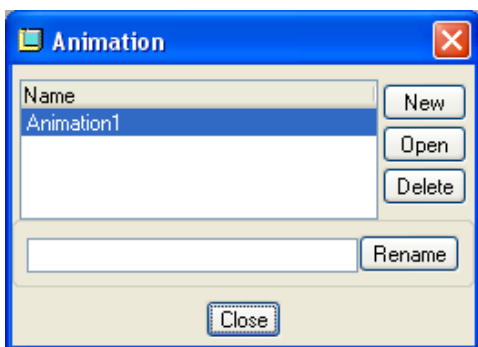 Animation
Name
New
Animation1
Open
Delete
Rename
Close